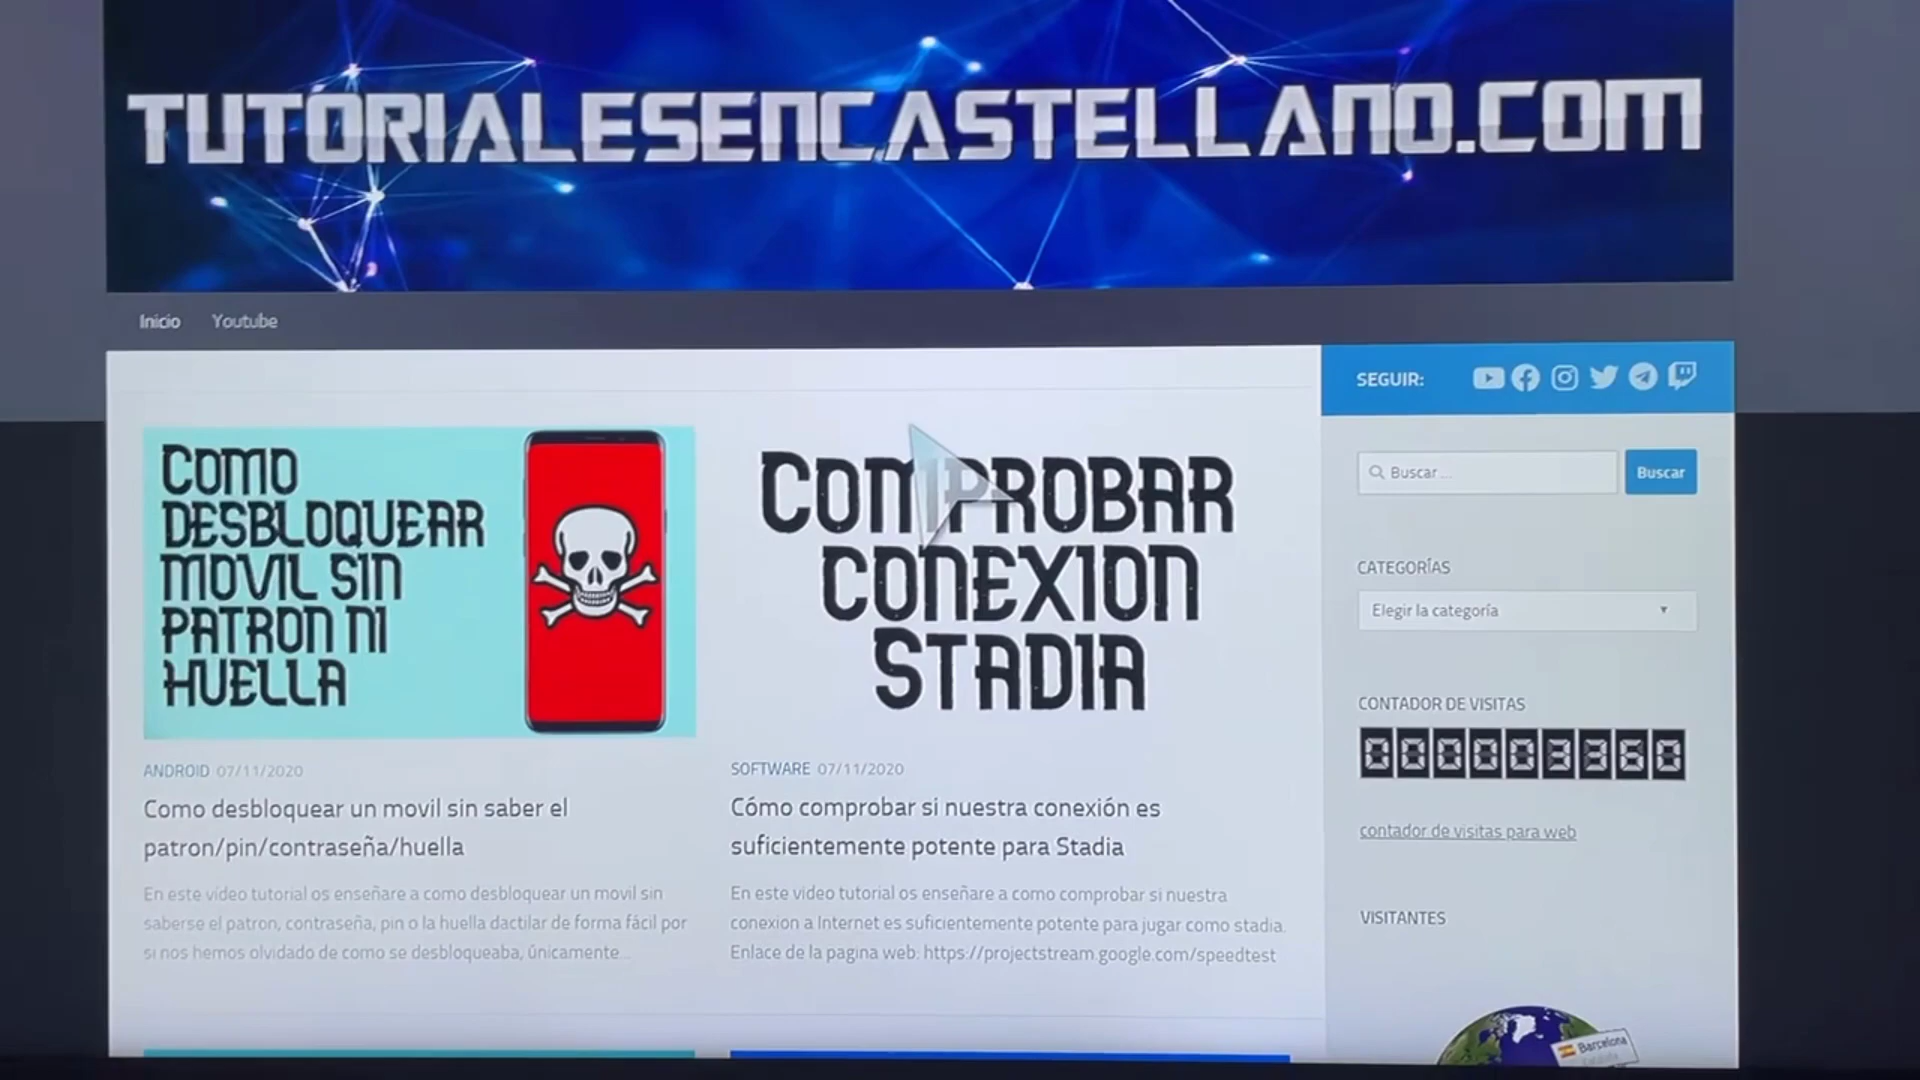 TUTORIALESENCASTELLANO.COM
Inicio Youtube
SEGUIR:
Buscar ... Buscar
CATEGORÍAS
Elegir la categoría
CONTADOR DE VISITAS
000003360
contador de visitas para web
VISITANTES
Barcelona
COMO
DESBLOQUEAR
MOVIL SIN
PATRON NI
HUELLA
ANDROID 07/11/2020
Como desbloquear un movil sin saber el
patron/pin/contraseña/huella
En este vídeo tutorial os enseñare a como desbloquear un movil sin
saberse el patron, contraseña, pin o la huella dactilar de forma fácil por
si nos hemos olvidado de como se desbloqueaba, únicamente...
COMPROBAR
CONEXION
STADIA
SOFTWARE 07/11/2020
Cómo comprobar si nuestra conexión es
suficientemente potente para Stadia
En este video tutorial os enseñare a como comprobar si nuestra
conexion a Internet es suficientemente potente para jugar como stadia.
Enlace de la pagina web: https://projectstream.google.com/speedtest